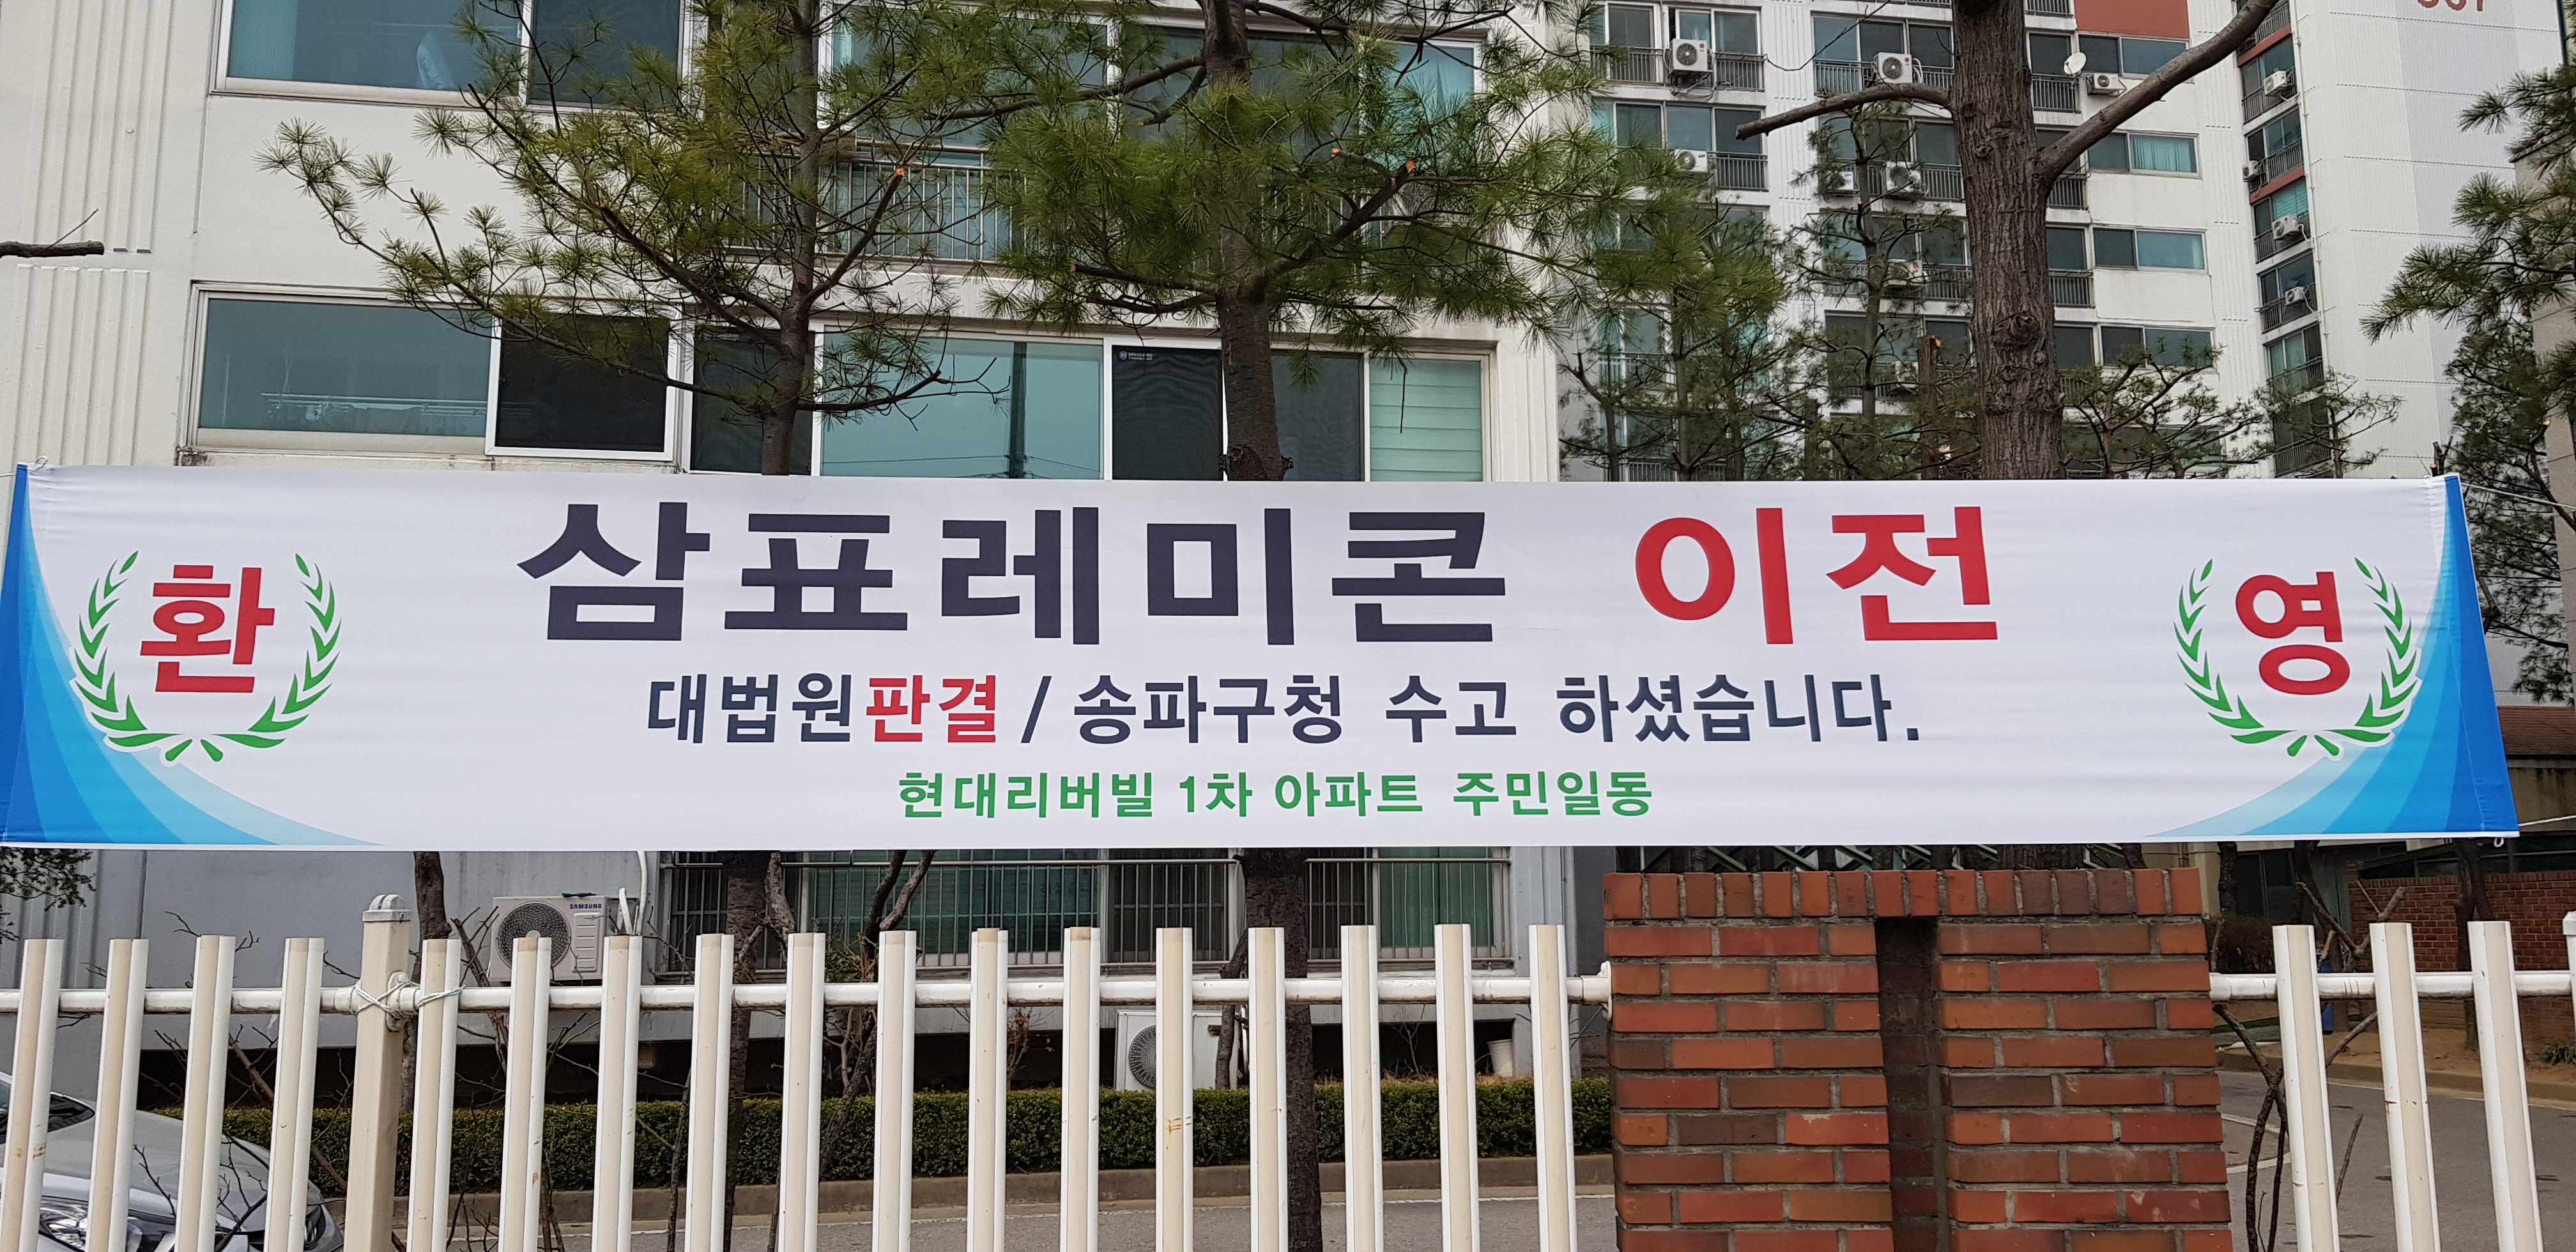 환 영
삼표레미콘 이전
대법원판결 / 송파구청 수고 하셨습니다.
현대리버빌 1차 아파트 주민일동
SAMSUNG